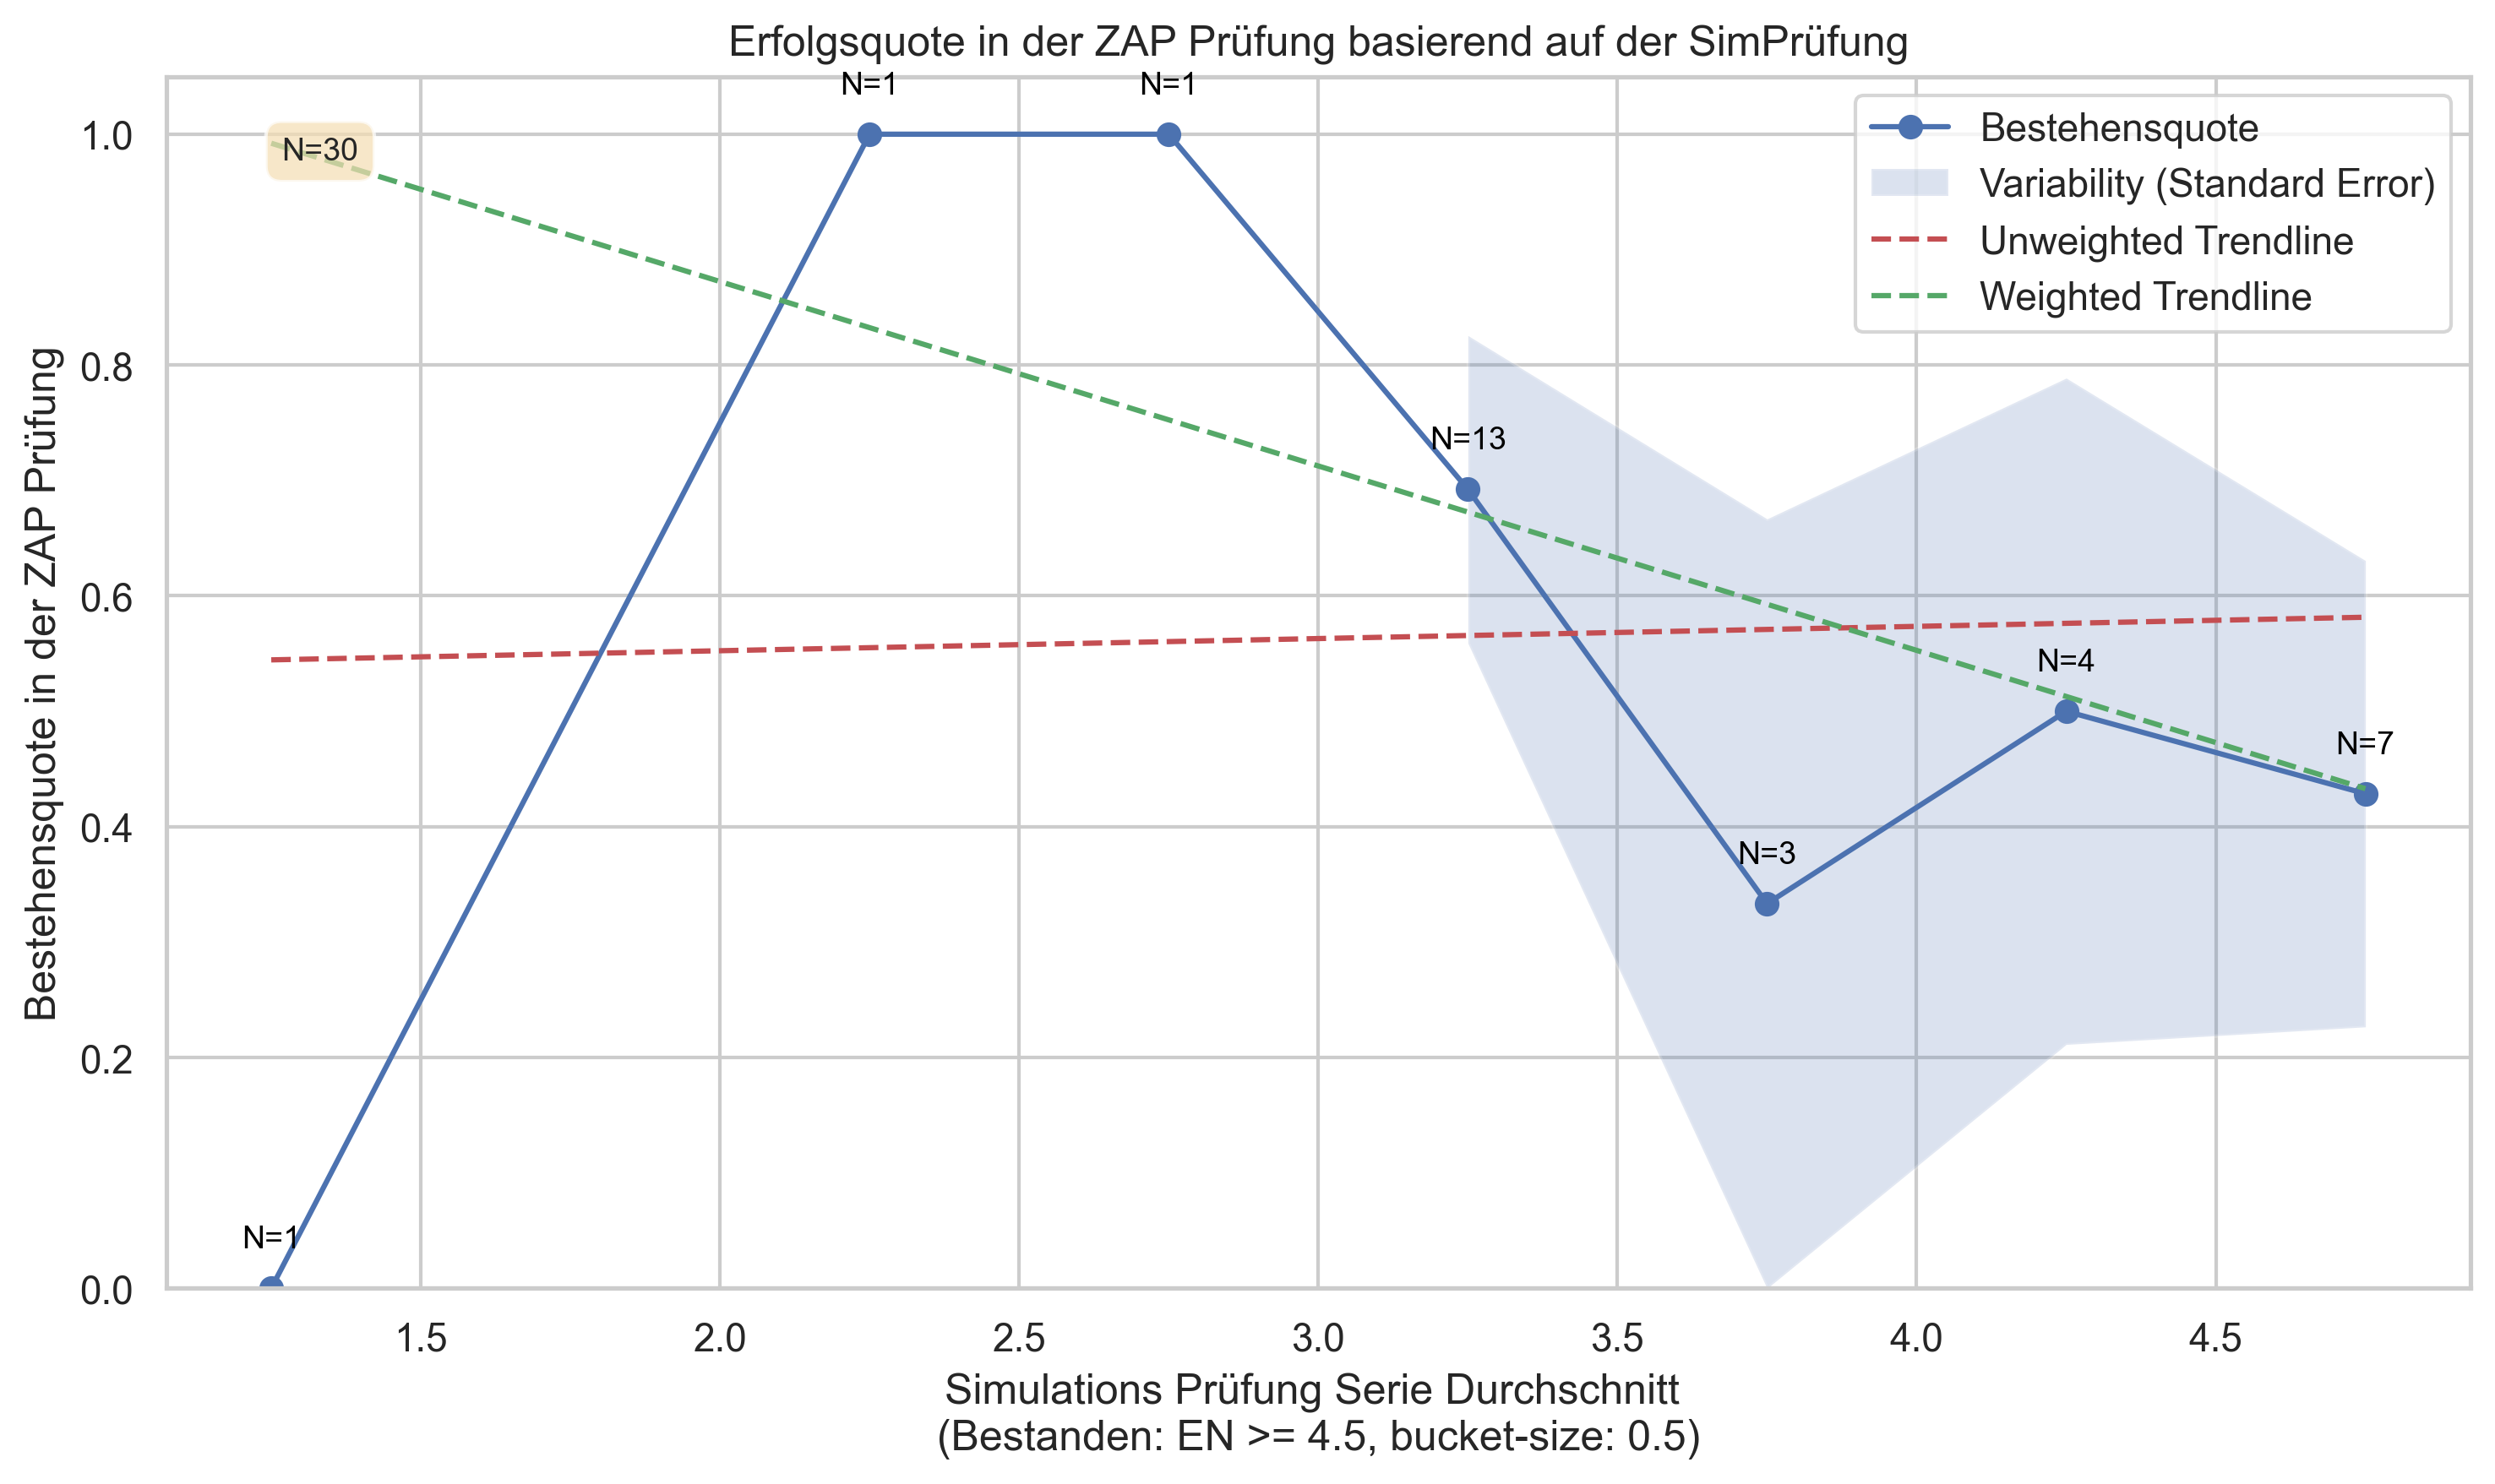 Erfolgsquote in der ZAP Prüfung basierend auf der SimPrüfung
N=1
N=1
N=30
N=13
N=4
N=7
N=3
N=1
Bestehensquote
Variability (Standard Error)
Unweighted Trendline
Weighted Trendline
Bestehensquote in der ZAP Prüfung
1.0
0.8
0.6
0.4
0.2
0.0
1.5
2.0
2.5
3.0
3.5
4.0
4.5
Simulations Prüfung Serie Durchschnitt
(Bestanden: EN >= 4.5, bucket-size: 0.5)